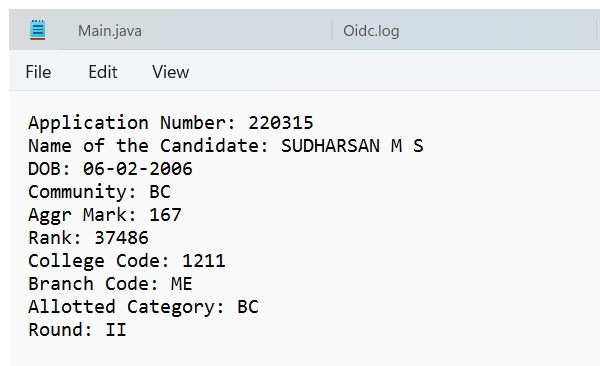 Main.java
Oidc.log
File Edit View
Application Number: 220315
Name of the Candidate: SUDHARSAN M S
DOB: 06-02-2006
Community: BC
Aggr Mark: 167
Rank: 37486
College Code: 1211
Branch Code: ME
Allotted Category: BC
Round: II